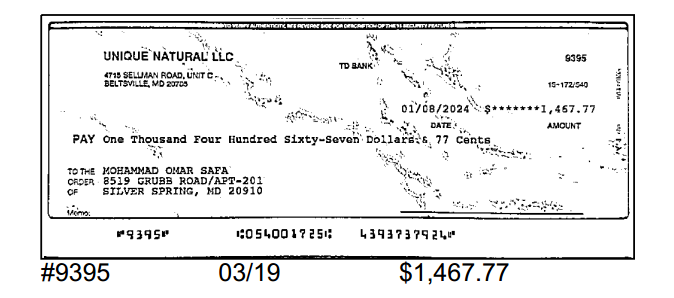 UNIQUE NATURAL LLC
4715 SELLMAN ROAD, UNIT C
BELTSVILLE, MD 20705
TD BANK
9395
15-172/540
01/08/2024 $*******1,467.77
DATE AMOUNT
PAY One Thousand Four Hundred Sixty-Seven Dollars & 77 Cents
TO THE ORDER OF
MOHAMMAD OMAR SAFA
8519 GRUBB ROAD/APT-201
SILVER SPRING, MD 20910
Memo:
⑈9395⑈ ⑆054001725⑆ 4393737924⑈
#9395 03/19 $1,467.77